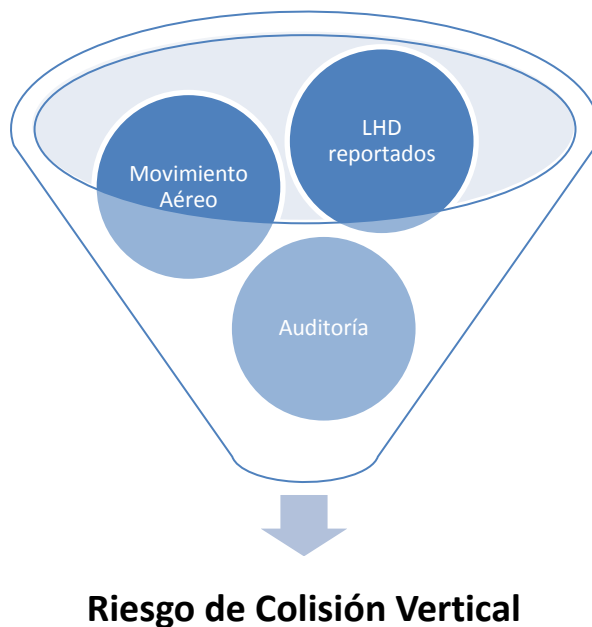 LHD
reportados
Movimiento
Aéreo
Auditoría
Riesgo de Colisión Vertical